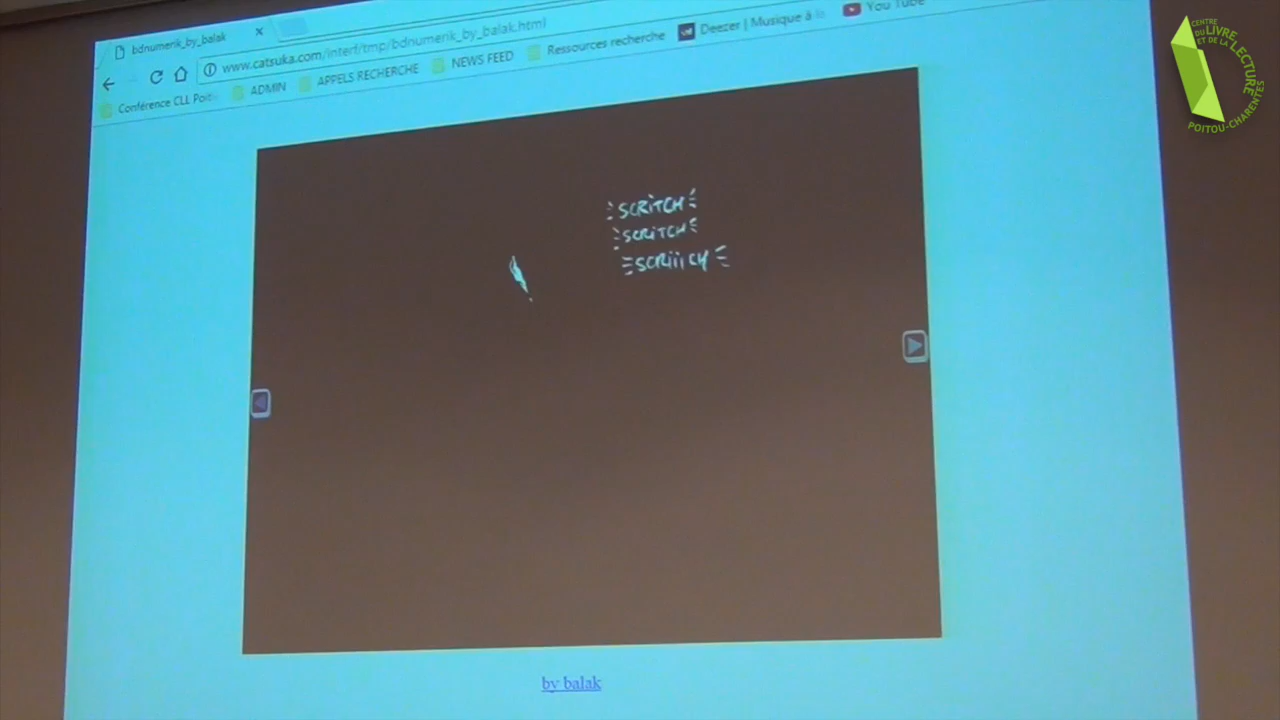 bdnumerik_by_balak
www.catsuka.com/interf/tmp/bdnumerik_by_balak.html
Conférence CLL Poit
ADMIN
APPELS RECHERCHE
NEWS FEED
Ressources recherche
Deezer | Musique à la
You Tube
SCRITCH
SCRITCH
SCRIIICH
by balak
CENTRE
DU LIVRE
ET DE LA
LECTURE
POITOU-CHARENTES